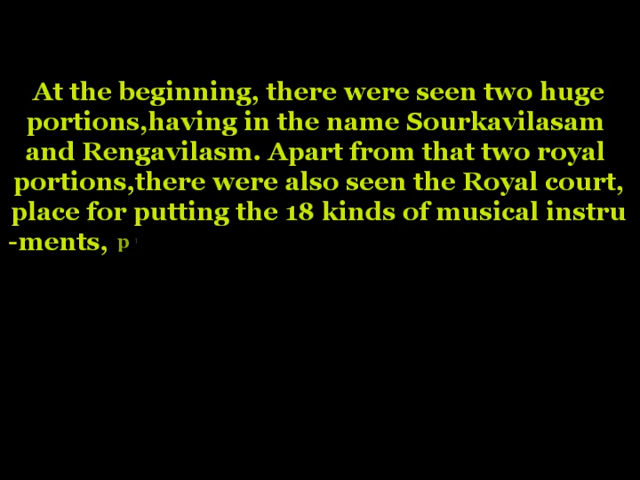 At the beginning, there were seen two huge
portions,having in the name Sourkavilasam
and Rengavilasm. Apart from that two royal
portions,there were also seen the Royal court,
place for putting the 18 kinds of musical instru
-ments, p